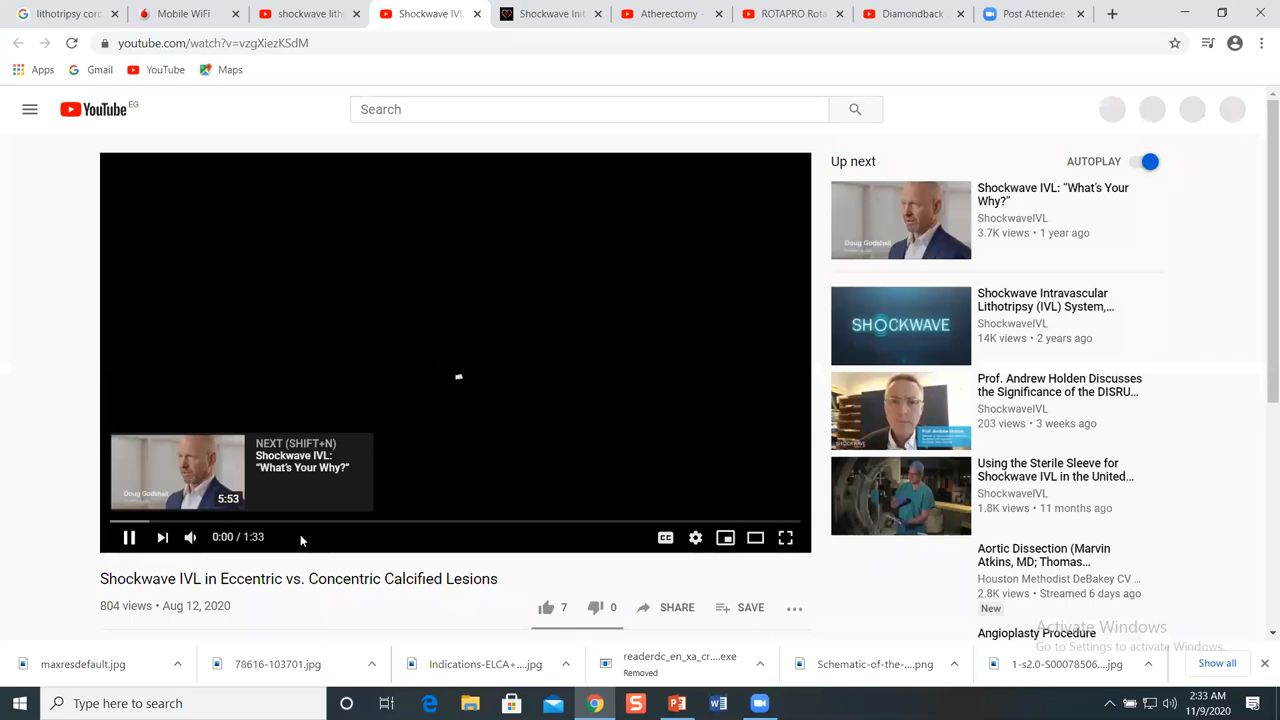 lithotripsy corc
Mobile WiFi
shockwave lith
Shockwave IVL
Shockwave Init
Atherectomy -
ROTAPRO Rota
Diamondback
Post Attendee
youtube.com/watch?v=vzgXiezKSdM
Apps
Gmail
YouTube
Maps
YouTube EG
Search
Up next
AUTOPLAY
Shockwave IVL: “What’s Your
Why?”
ShockwaveIVL
3.7K views • 1 year ago
Doug Godshall
Shockwave Intravascular
Lithotripsy (IVL) System,...
ShockwaveIVL
14K views • 2 years ago
SHOCKWAVE
Prof. Andrew Holden Discusses
the Significance of the DISRU...
ShockwaveIVL
203 views • 3 weeks ago
Using the Sterile Sleeve for
Shockwave IVL in the United...
ShockwaveIVL
1.8K views • 11 months ago
Aortic Dissection (Marvin
Atkins, MD; Thomas...
Houston Methodist DeBakey CV ...
2.8K views • Streamed 6 days ago
New
Angioplasty Procedure
NEXT (SHIFT+N)
Shockwave IVL:
“What’s Your Why?”
Doug Godshall
5:53
0:00 / 1:33
CC
Shockwave IVL in Eccentric vs. Concentric Calcified Lesions
804 views • Aug 12, 2020
7
0
SHARE
SAVE
Activate Windows
Go to Settings to activate Windows.
maxresdefault.jpg
78616-103701.jpg
Indications-ELCA+....jpg
readerdc_en_xa_cr....exe
Removed
Schematic-of-the-....png
1-s2.0-S00078506....jpg
Show all
Type here to search
2:33 AM
11/9/2020